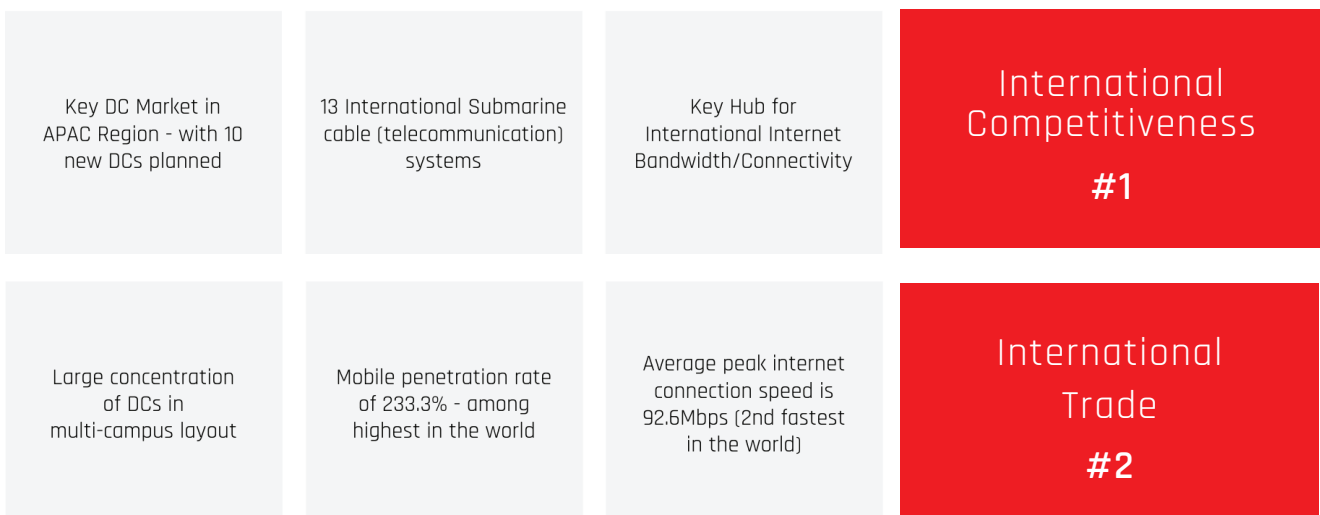 Key DC Market in
APAC Region - with 10
new DCs planned
13 International Submarine
cable (telecommunication)
systems
Key Hub for
International Internet
Bandwidth/Connectivity
International
Competitiveness
#1
Large concentration
of DCs in
multi-campus layout
Mobile penetration rate
of 233.3% - among
highest in the world
Average peak internet
connection speed is
92.6Mbps (2nd fastest
in the world)
International
Trade
#2